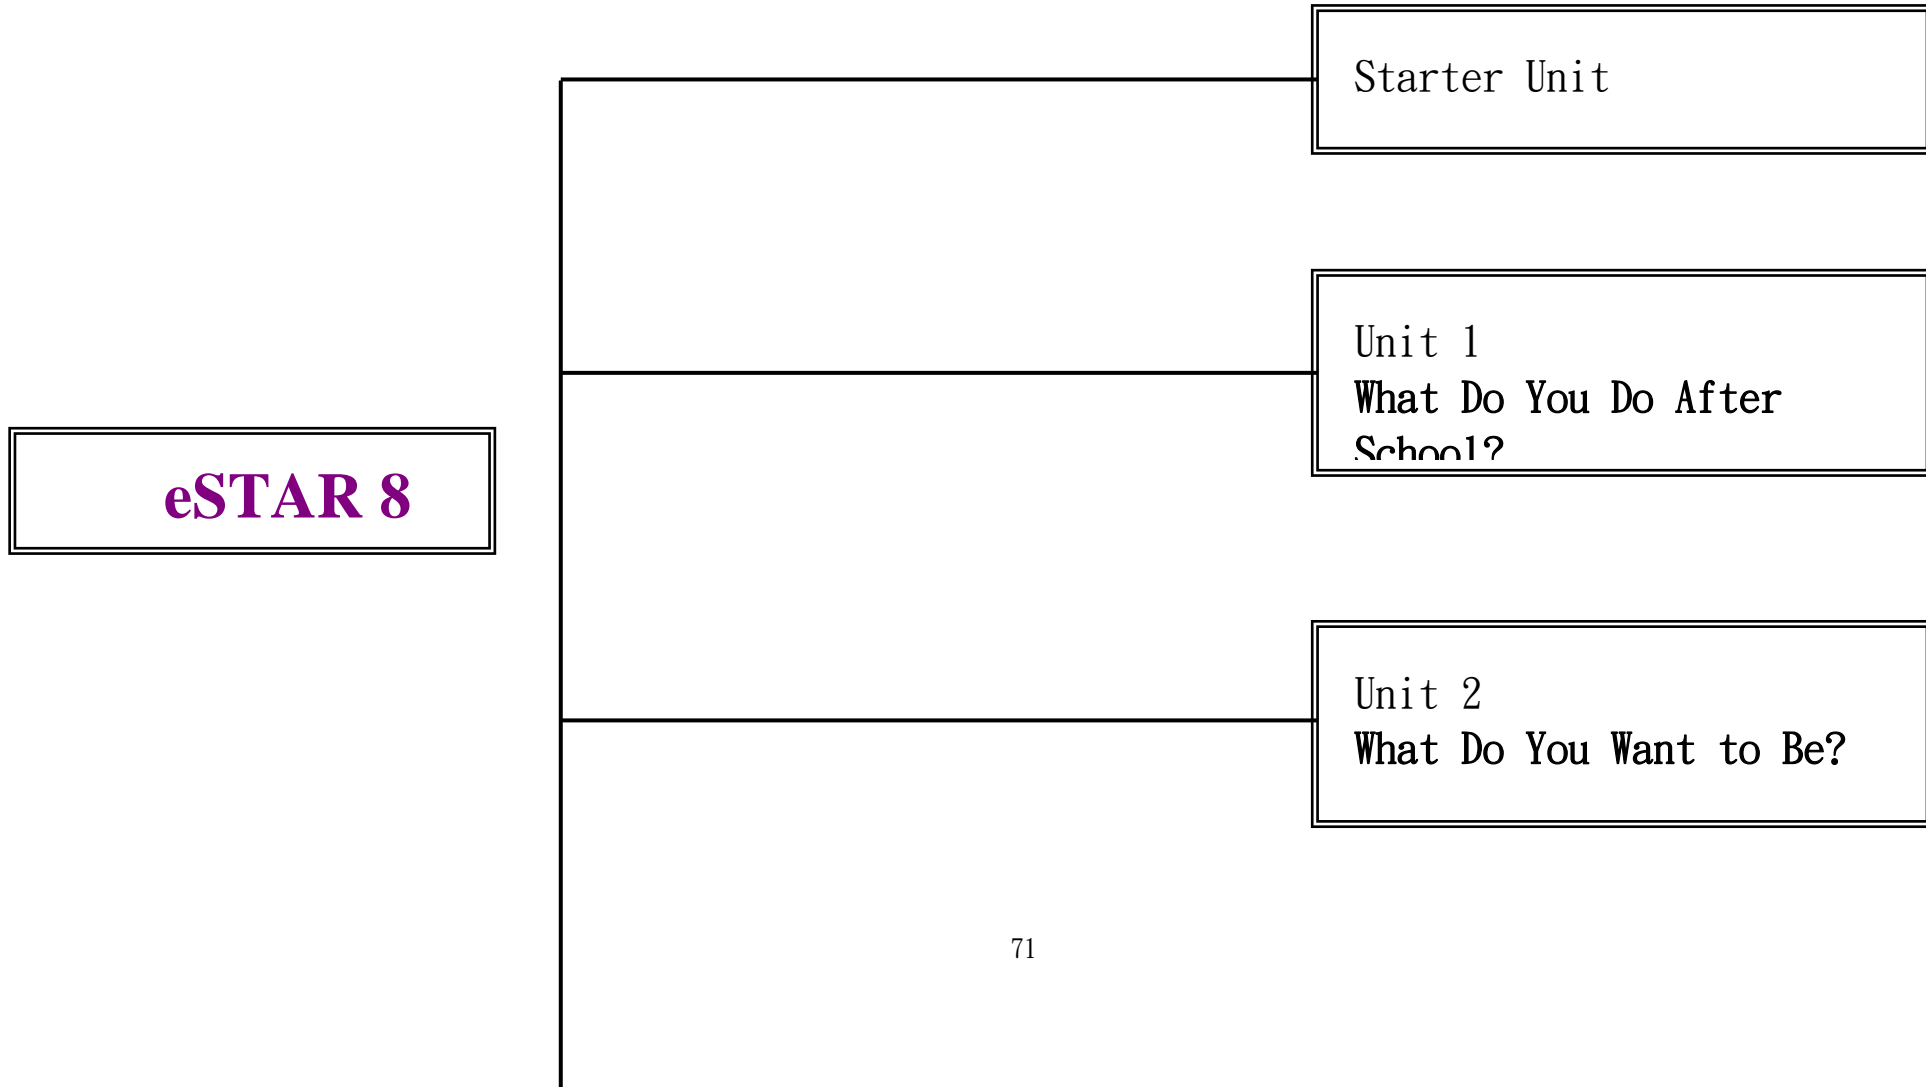 Starter Unit
Unit 1
What Do You Do After
School?
eSTAR 8
Unit 2
What Do You Want to Be?
71